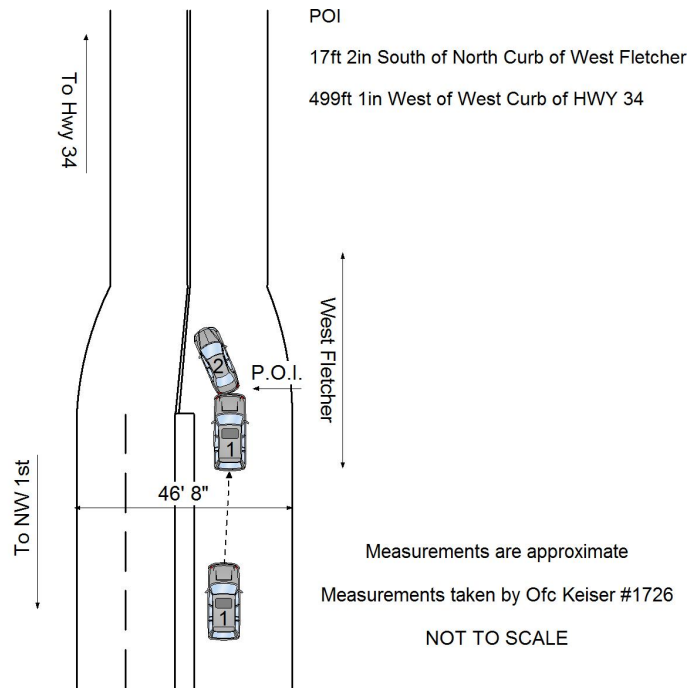 POI
17ft 2in South of North Curb of West Fletcher
499ft 1in West of West Curb of HWY 34
To Hwy 34
West Fletcher
2
P.O.I.
1
To NW 1st
46' 8"
1
Measurements are approximate
Measurements taken by Ofc Keiser #1726
NOT TO SCALE